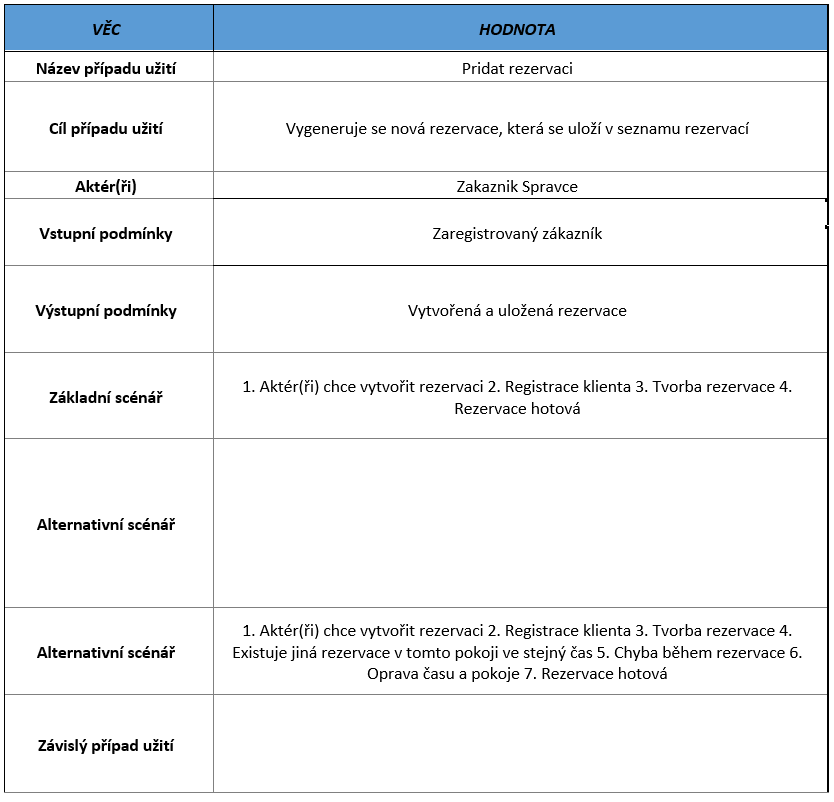 VĚC HODNOTA
Název případu užití Pridat rezervaci
Cíl případu užití Vygeneruje se nová rezervace, která se uloží v seznamu rezervací
Aktér(ři) Zakaznik Spravce
Vstupní podmínky Zaregistrovaný zákazník
Výstupní podmínky Vytvořená a uložená rezervace
Základní scénář
1. Aktér(ři) chce vytvořit rezervaci 2. Registrace klienta 3. Tvorba rezervace 4.
Rezervace hotová
Alternativní scénář
Alternativní scénář
1. Aktér(ři) chce vytvořit rezervaci 2. Registrace klienta 3. Tvorba rezervace 4.
Existuje jiná rezervace v tomto pokoji ve stejný čas 5. Chyba během rezervace 6.
Oprava času a pokoje 7. Rezervace hotová
Závislý případ užití